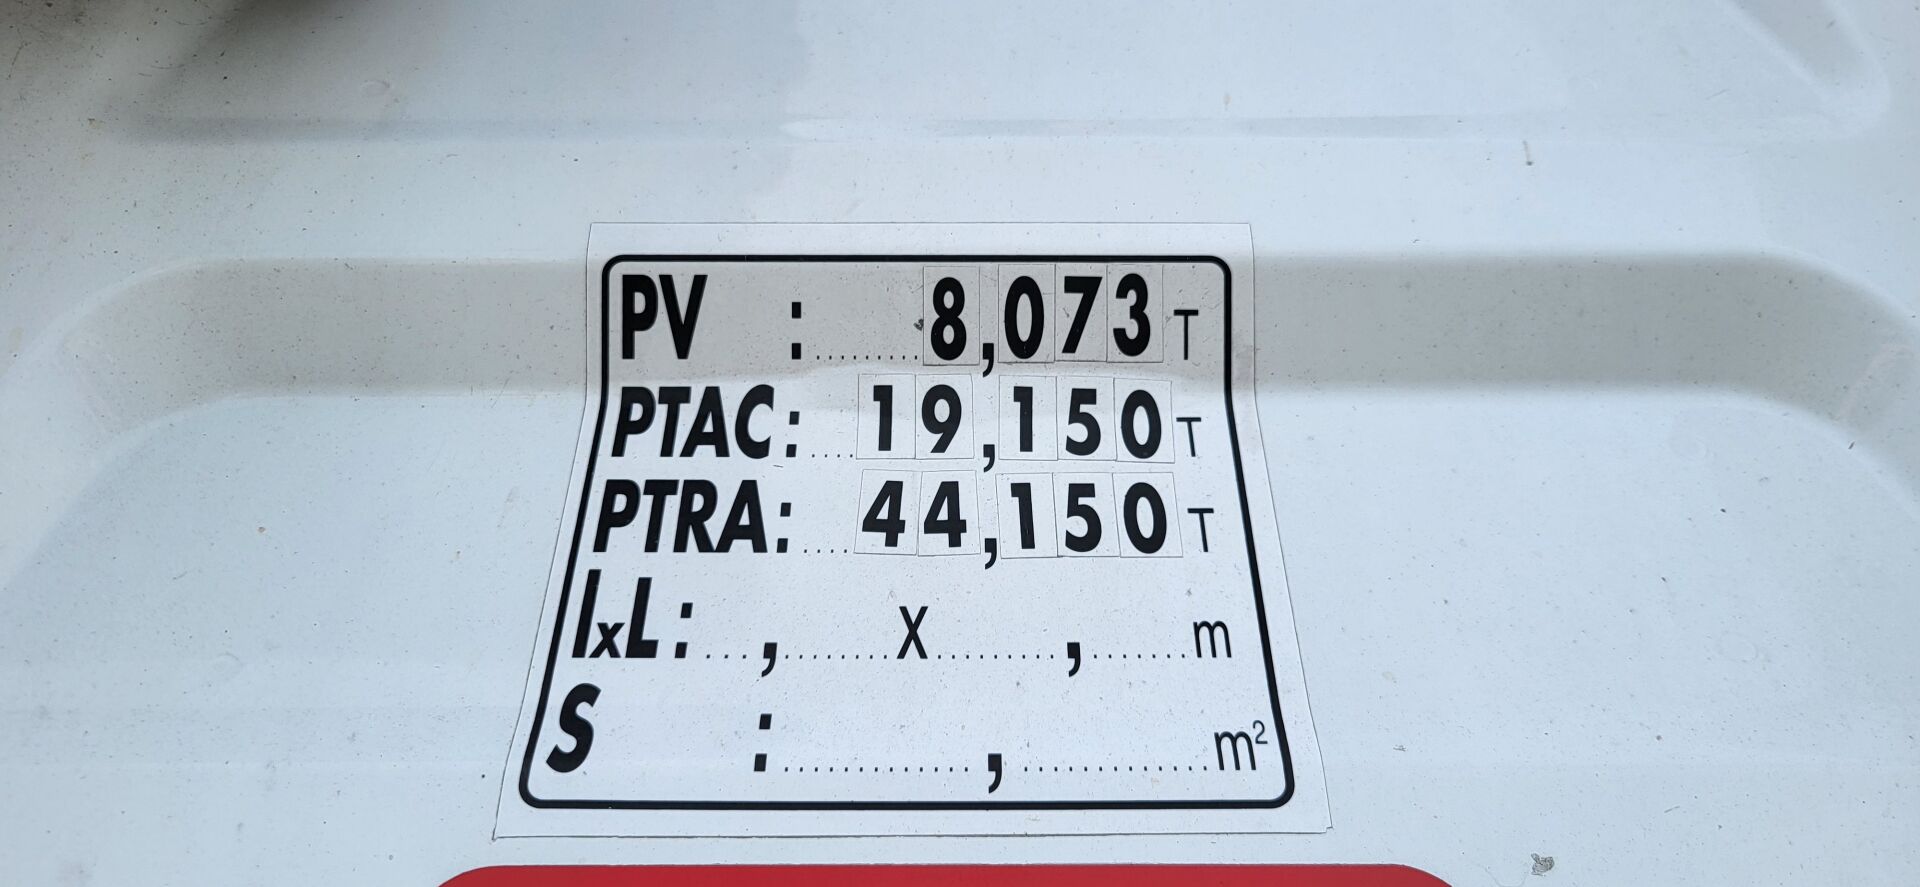 PV : ......... 8,073 T
PTAC : .... 19,150 T
PTRA : .... 44,150 T
lxL : ...,....... X ........,....... m
S : .............,............. m²